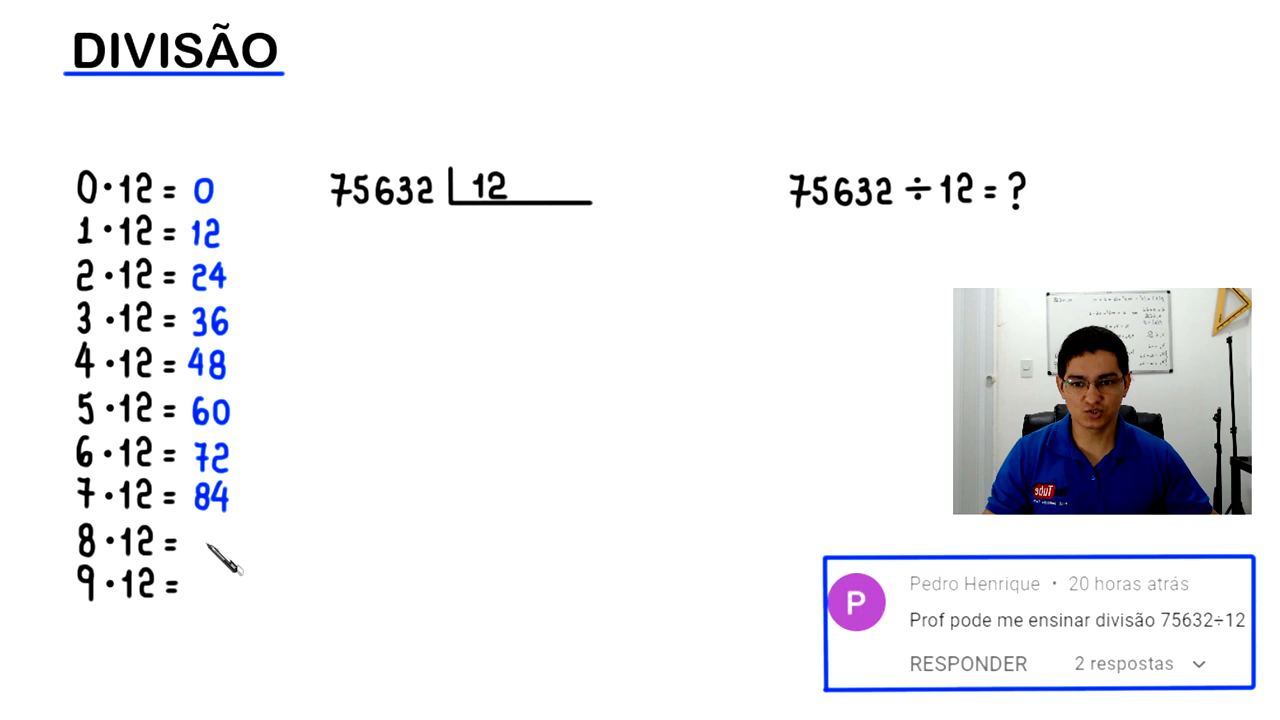 DIVISÃO
0·12 = 0
1·12 = 12
2·12 = 24
3·12 = 36
4·12 = 48
5·12 = 60
6·12 = 72
7·12 = 84
8·12 =
9·12 =
75632 12
75632 ÷ 12 = ?
Pedro Henrique • 20 horas atrás
P
Prof pode me ensinar divisão 75632÷12
RESPONDER 2 respostas